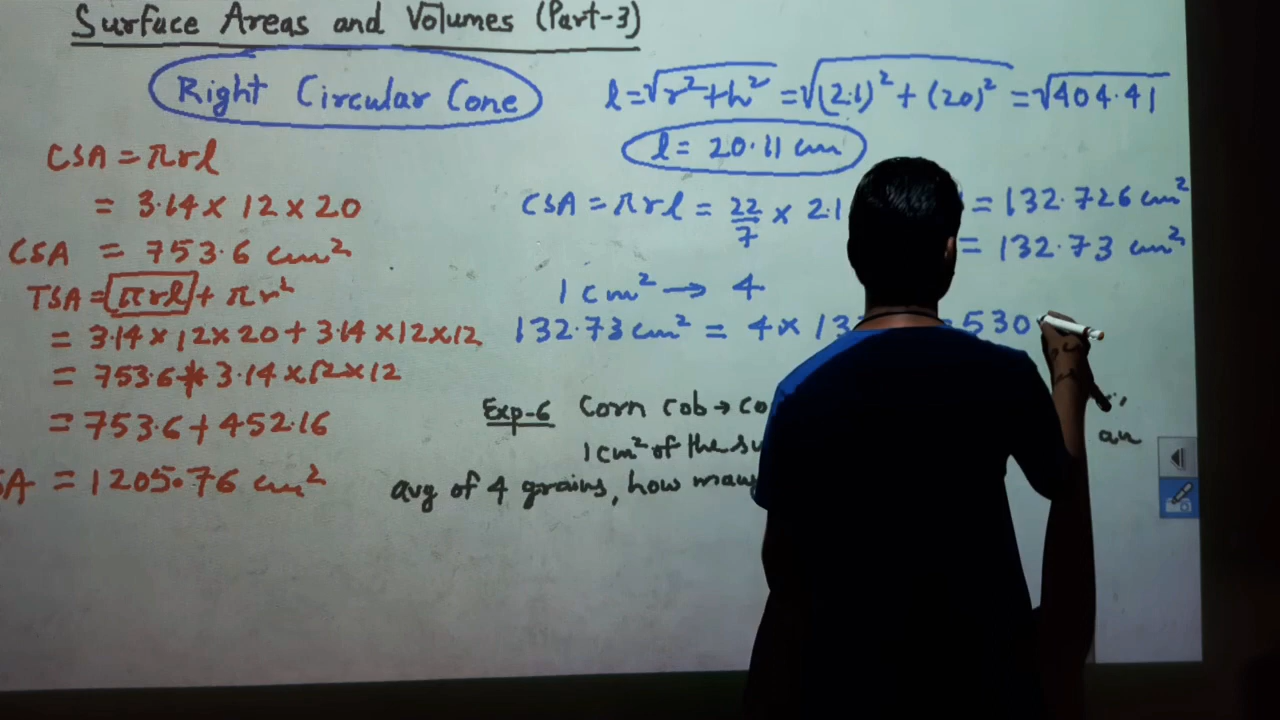 Surface Areas and Volumes (Part-3)
Right Circular Cone
l = √r² + h² = √(2.1)² + (20)² = √404.41
l = 20.11 cm
CSA = πrl
= 3.14 × 12 × 20
CSA = 753.6 cm²
TSA = πrl + πr²
= 3.14 × 12 × 20 + 3.14 × 12 × 12
= 753.6 + 3.14 × 12 × 12
= 753.6 + 452.16
= 1205.76 cm²
CSA = πrl = 22/7 × 2.1 = 132.726 cm²
= 132.73 cm²
1 cm² → 4
132.73 cm² = 4 × 13 530
Exp-6 Corn cob →
1 cm² of the
an
avg of 4 grains, how many